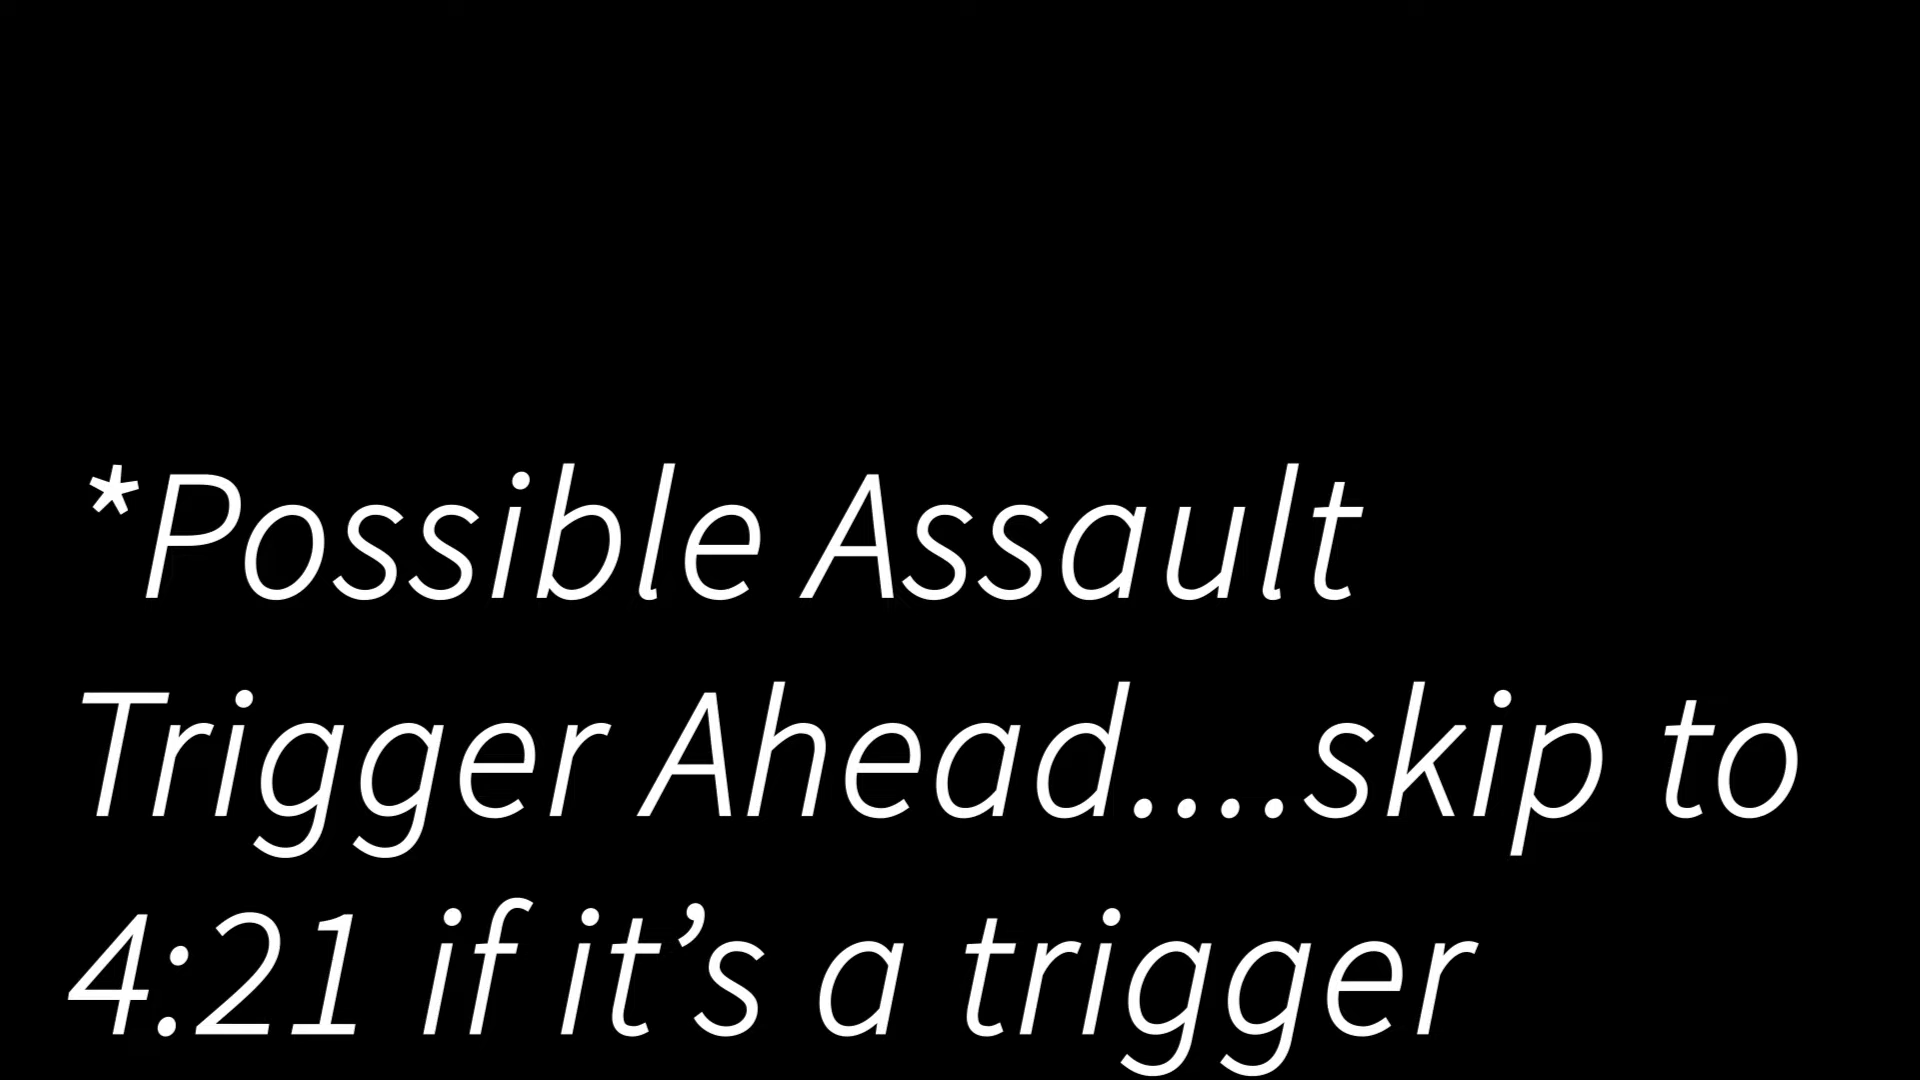 *Possible Assault
Trigger Ahead....skip to
4:21 if it’s a trigger